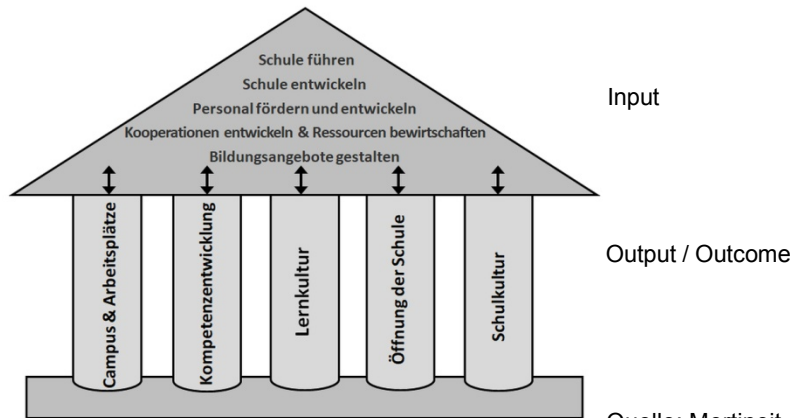 Schule führen
Schule entwickeln
Personal fördern und entwickeln
Kooperationen entwickeln & Ressourcen bewirtschaften
Bildungsangebote gestalten
Input
Campus & Arbeitsplätze
Kompetenzentwicklung
Lernkultur
Öffnung der Schule
Schulkultur
Output / Outcome